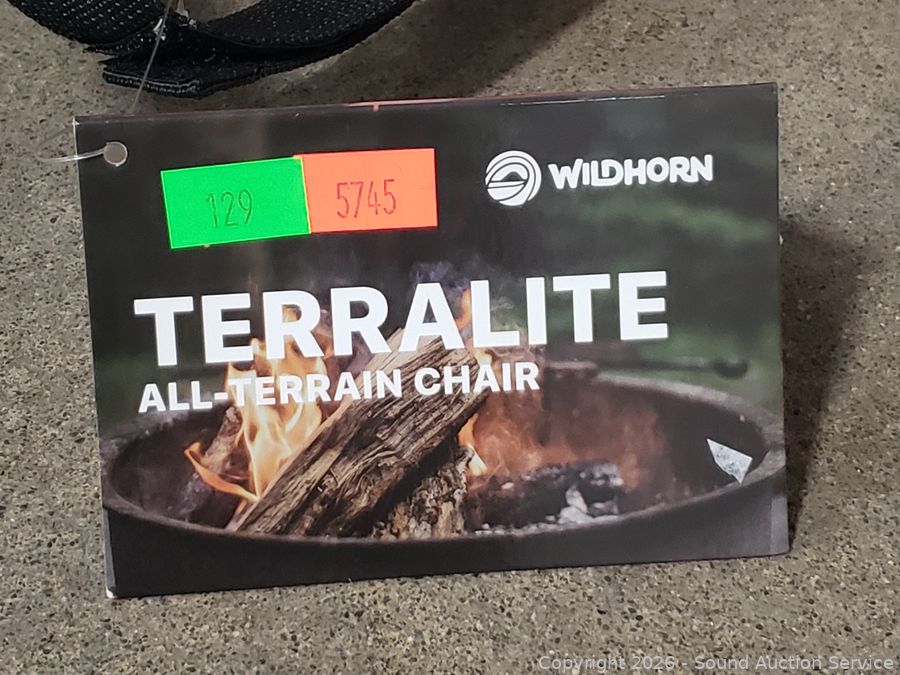 129 5745
WILDHORN
TERRALITE
ALL-TERRAIN CHAIR
Copyright 2026 - Sound Auction Service